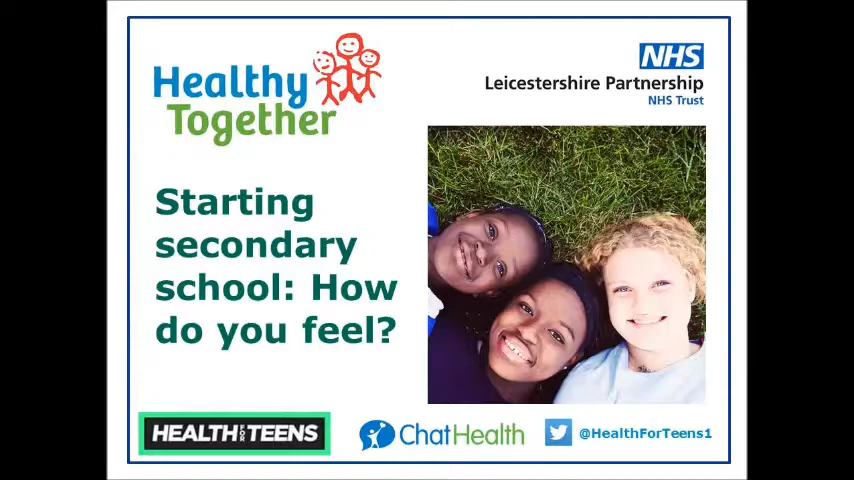 Healthy
Together
NHS
Leicestershire Partnership
NHS Trust
Starting
secondary
school: How
do you feel?
HEALTH FOR TEENS
ChatHealth
@HealthForTeens1